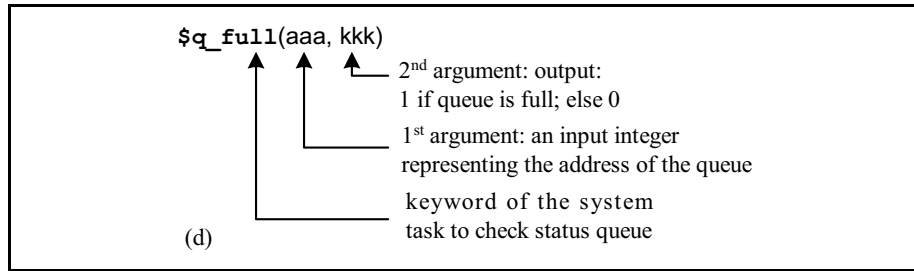 $q_full(aaa, kkk)
2nd argument: output:
1 if queue is full; else 0
1st argument: an input integer
representing the address of the queue
keyword of the system
task to check status queue
(d)